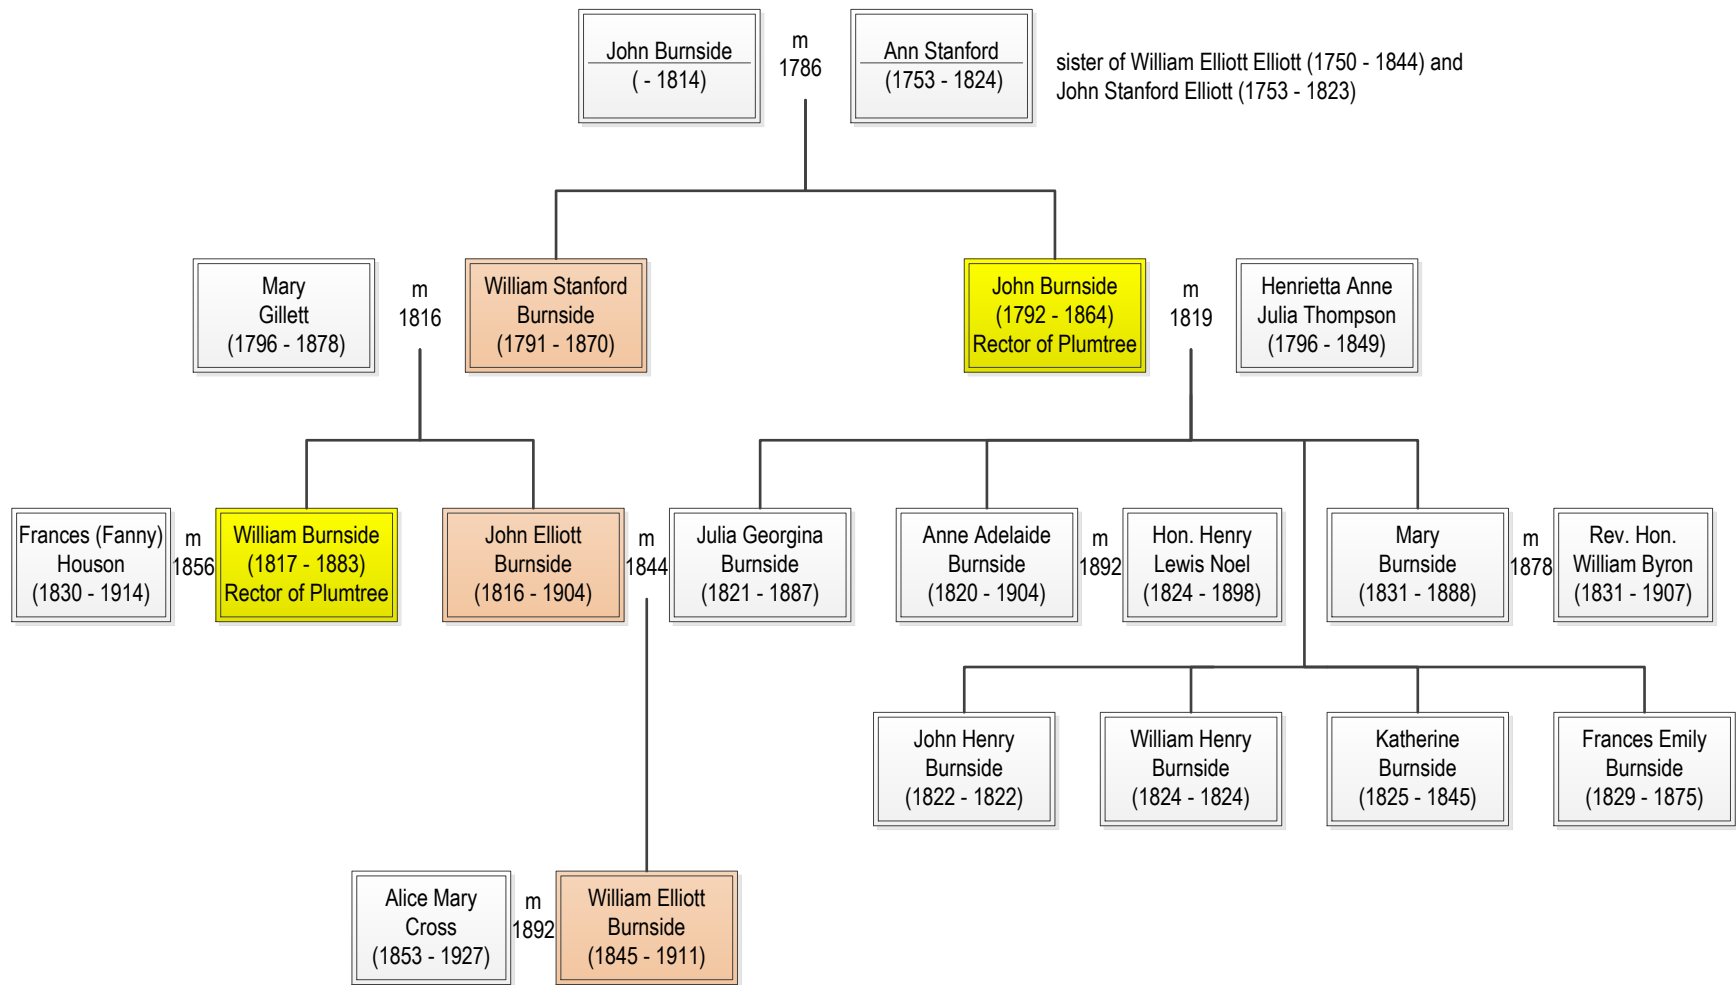 John Burnside
( - 1814)
m
1786
Ann Stanford
(1753 - 1824)
sister of William Elliott Elliott (1750 - 1844) and
John Stanford Elliott (1753 - 1823)
Mary
Gillett
(1796 - 1878)
m
1816
William Stanford
Burnside
(1791 - 1870)
John Burnside
(1792 - 1864)
Rector of Plumtree
m
1819
Henrietta Anne
Julia Thompson
(1796 - 1849)
Frances (Fanny)
Houson
(1830 - 1914)
m
1856
William Burnside
(1817 - 1883)
Rector of Plumtree
John Elliott
Burnside
(1816 - 1904)
m
1844
Julia Georgina
Burnside
(1821 - 1887)
Anne Adelaide
Burnside
(1820 - 1904)
m
1892
Hon. Henry
Lewis Noel
(1824 - 1898)
Mary
Burnside
(1831 - 1888)
m
1878
Rev. Hon.
William Byron
(1831 - 1907)
John Henry
Burnside
(1822 - 1822)
William Henry
Burnside
(1824 - 1824)
Katherine
Burnside
(1825 - 1845)
Frances Emily
Burnside
(1829 - 1875)
Alice Mary
Cross
(1853 - 1927)
m
1892
William Elliott
Burnside
(1845 - 1911)